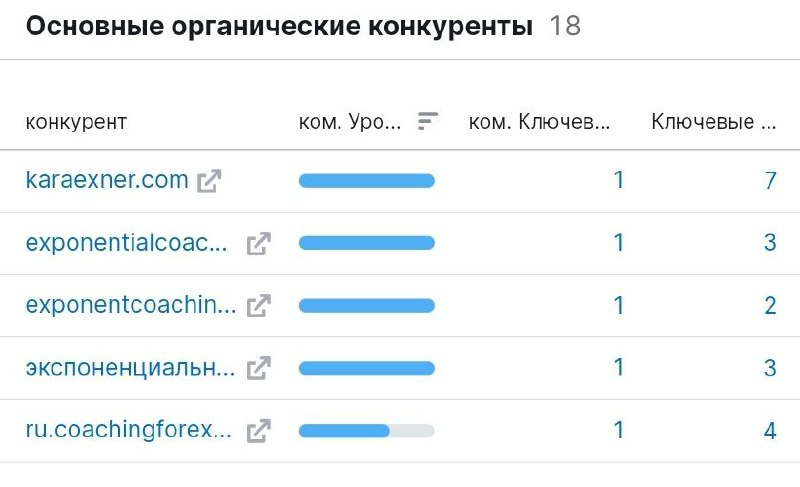 Основные органические конкуренты 18
конкурент ком. Уро... ком. Ключев... Ключевые ...
karaexner.com 1 7
exponentialcoac... 1 3
exponentcoachin... 1 2
экспоненциальн... 1 3
ru.coachingforex... 1 4